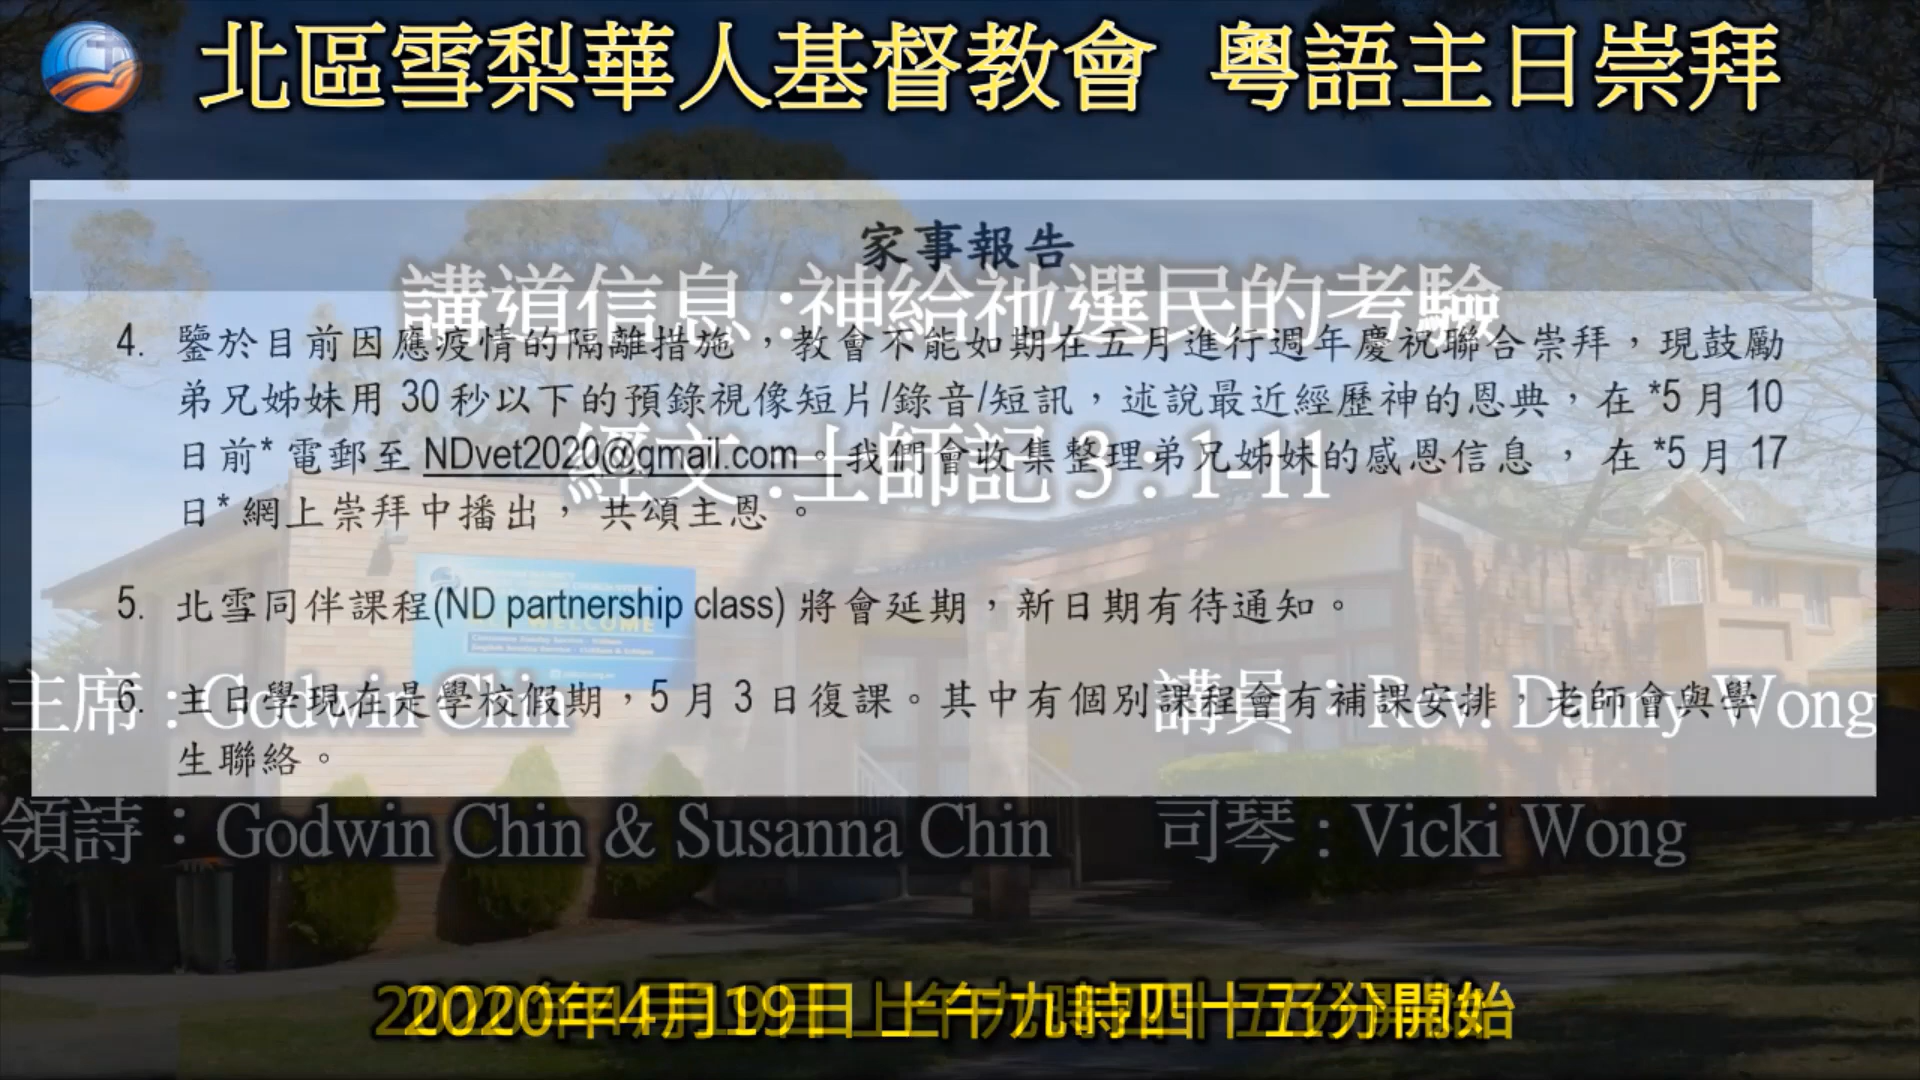 北區雪梨華人基督教會 粵語主日崇拜
家事報告
講道信息 :神給祂選民的考驗
4. 鑒於目前因應疫情的隔離措施，教會不能如期在五月進行週年慶祝聯合崇拜，現鼓勵
弟兄姊妹用 30 秒以下的預錄視像短片/錄音/短訊，述說最近經歷神的恩典，在 *5 月 10
日前* 電郵至 NDvet2020@gmail.com。我們會收集整理弟兄姊妹的感恩信息 ， 在 *5 月 17
經文 : 士師記 3 : 1-11
日* 網上崇拜中播出， 共頌主恩 。
5. 北雪同伴課程(ND partnership class) 將會延期，新日期有待通知。
WELCOME
6. 主日學現在是學校假期，5 月 3 日復課。其中有個別課程會有補課安排，老師會與學
生聯絡。
主席 : Godwin Chin 講員：Rev. Danny Wong
領詩：Godwin Chin & Susanna Chin 司琴 : Vicki Wong
2020年4月19日 上午九時四十五分開始